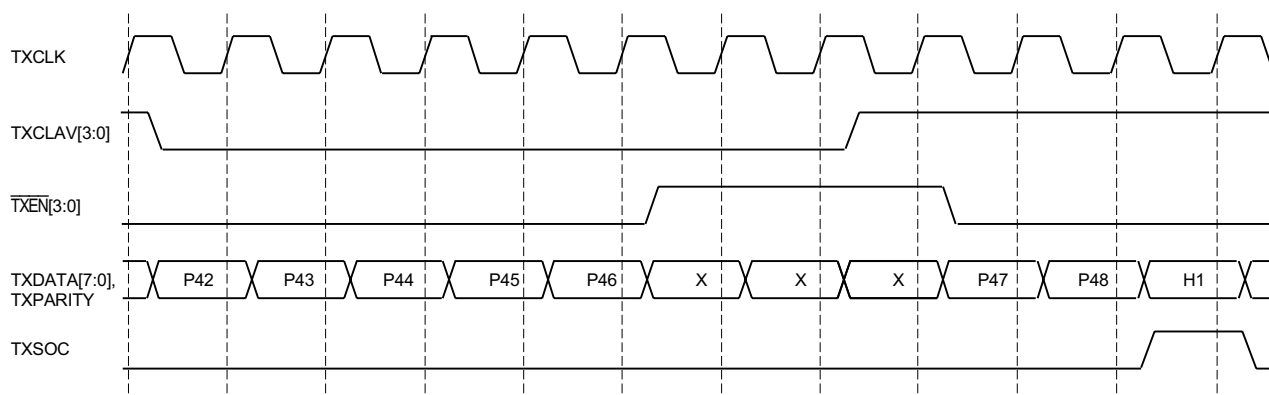 TXCLK
TXCLAV[3:0]
TXEN[3:0]
TXDATA[7:0], P42 P43 P44 P45 P46 X X X P47 P48 H1
TXPARITY
TXSOC